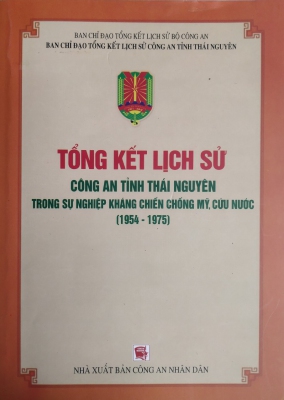 BAN CHỈ ĐẠO TỔNG KẾT LỊCH SỬ BỘ CÔNG AN
BAN CHỈ ĐẠO TỔNG KẾT LỊCH SỬ CÔNG AN TỈNH THÁI NGUYÊN
TỔNG KẾT LỊCH SỬ
CÔNG AN TỈNH THÁI NGUYÊN
TRONG SỰ NGHIỆP KHÁNG CHIẾN CHỐNG MỸ, CỨU NƯỚC
(1954 - 1975)
NHÀ XUẤT BẢN CÔNG AN NHÂN DÂN